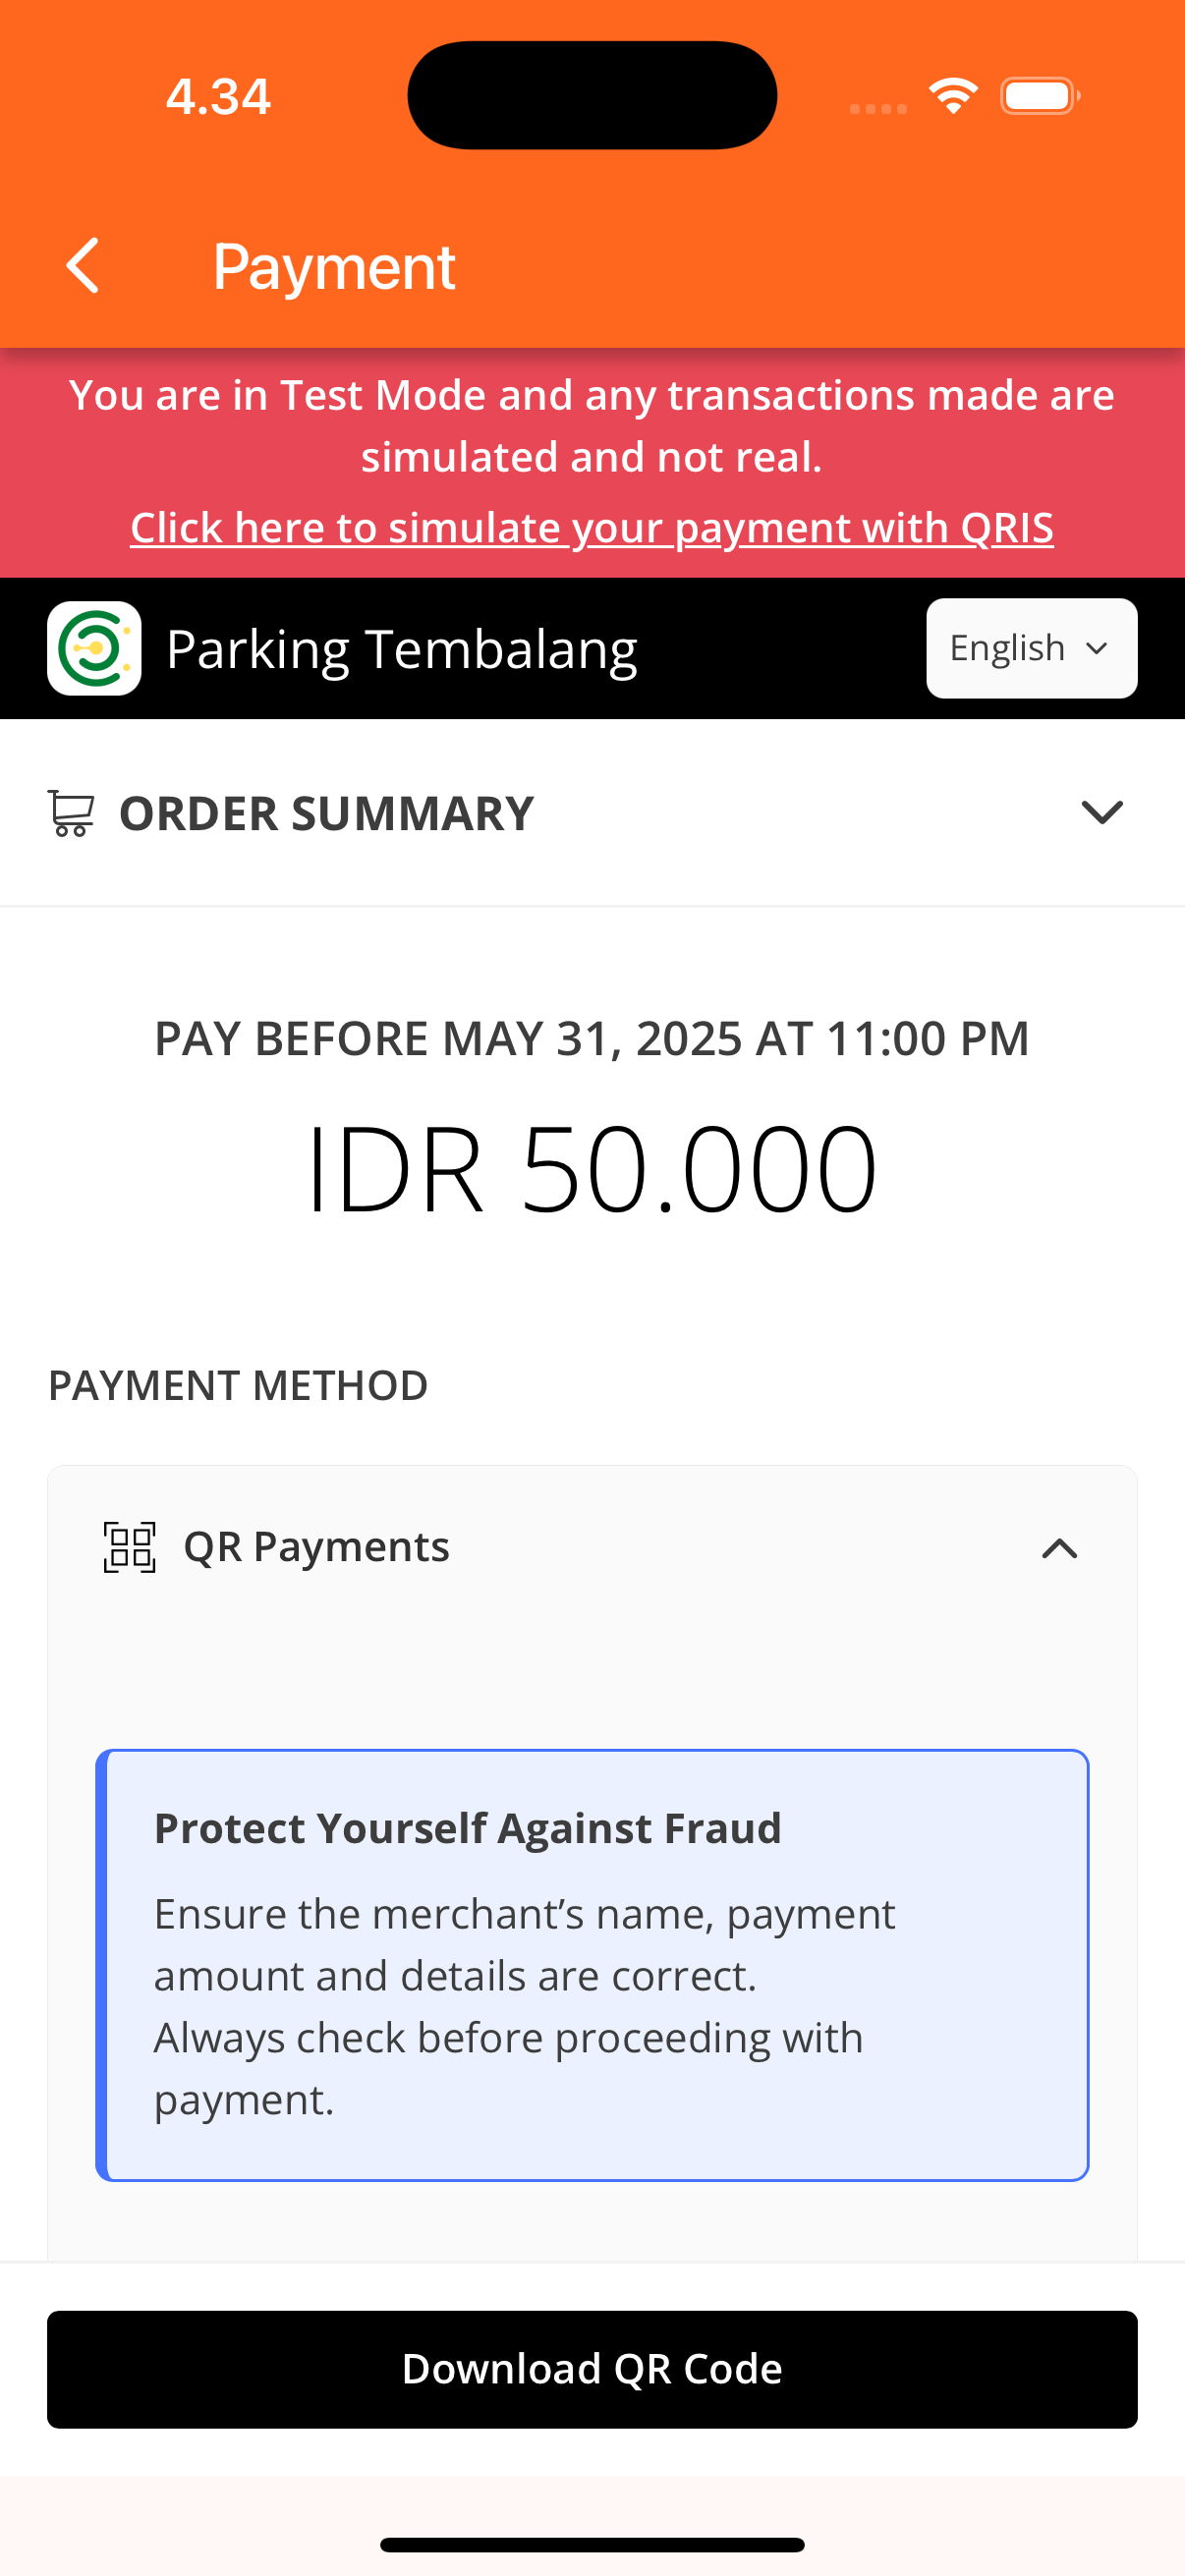 4.34
Payment
You are in Test Mode and any transactions made are
simulated and not real.
Click here to simulate your payment with QRIS
Parking Tembalang
English
ORDER SUMMARY
PAY BEFORE MAY 31, 2025 AT 11:00 PM
IDR 50.000
PAYMENT METHOD
QR Payments
Protect Yourself Against Fraud
Ensure the merchant’s name, payment
amount and details are correct.
Always check before proceeding with
payment.
Download QR Code